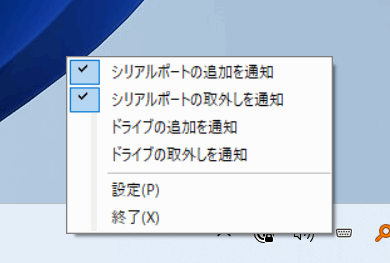 シリアルポートの追加を通知
シリアルポートの取外しを通知
ドライブの追加を通知
ドライブの取外しを通知
設定(P)
終了(X)